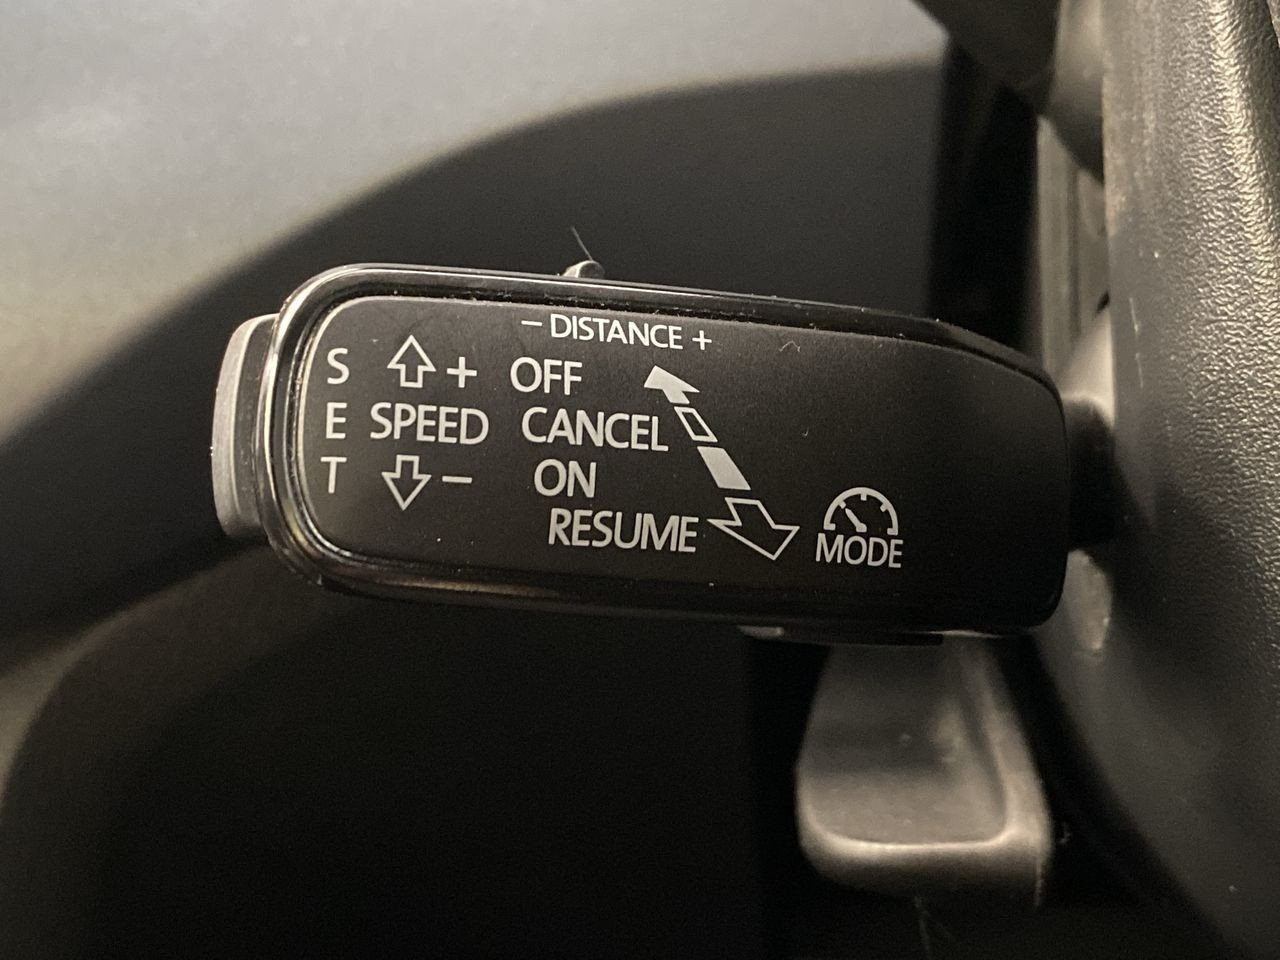 − DISTANCE +
S + OFF
E SPEED CANCEL
T − ON
RESUME
MODE